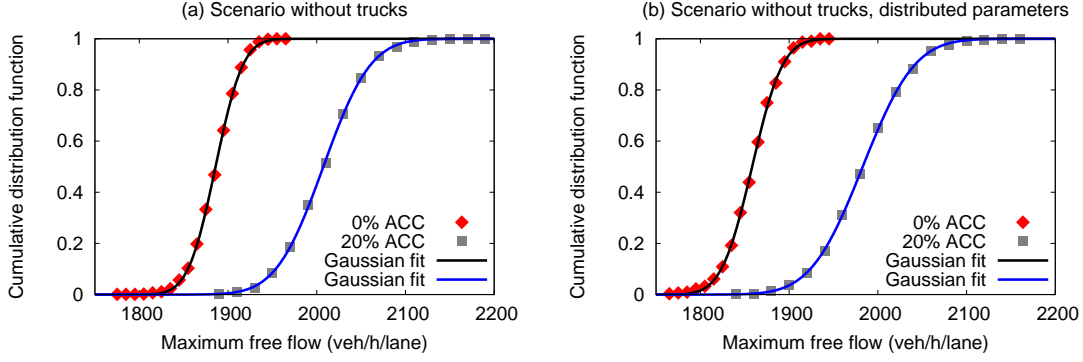 (a) Scenario without trucks
1
0.8
0.6
0.4
0.2
0
Cumulative distribution function
0% ACC
20% ACC
Gaussian fit
Gaussian fit
1800 1900 2000 2100 2200
Maximum free flow (veh/h/lane)
(b) Scenario without trucks, distributed parameters
1
0.8
0.6
0.4
0.2
0
Cumulative distribution function
0% ACC
20% ACC
Gaussian fit
Gaussian fit
1800 1900 2000 2100 2200
Maximum free flow (veh/h/lane)